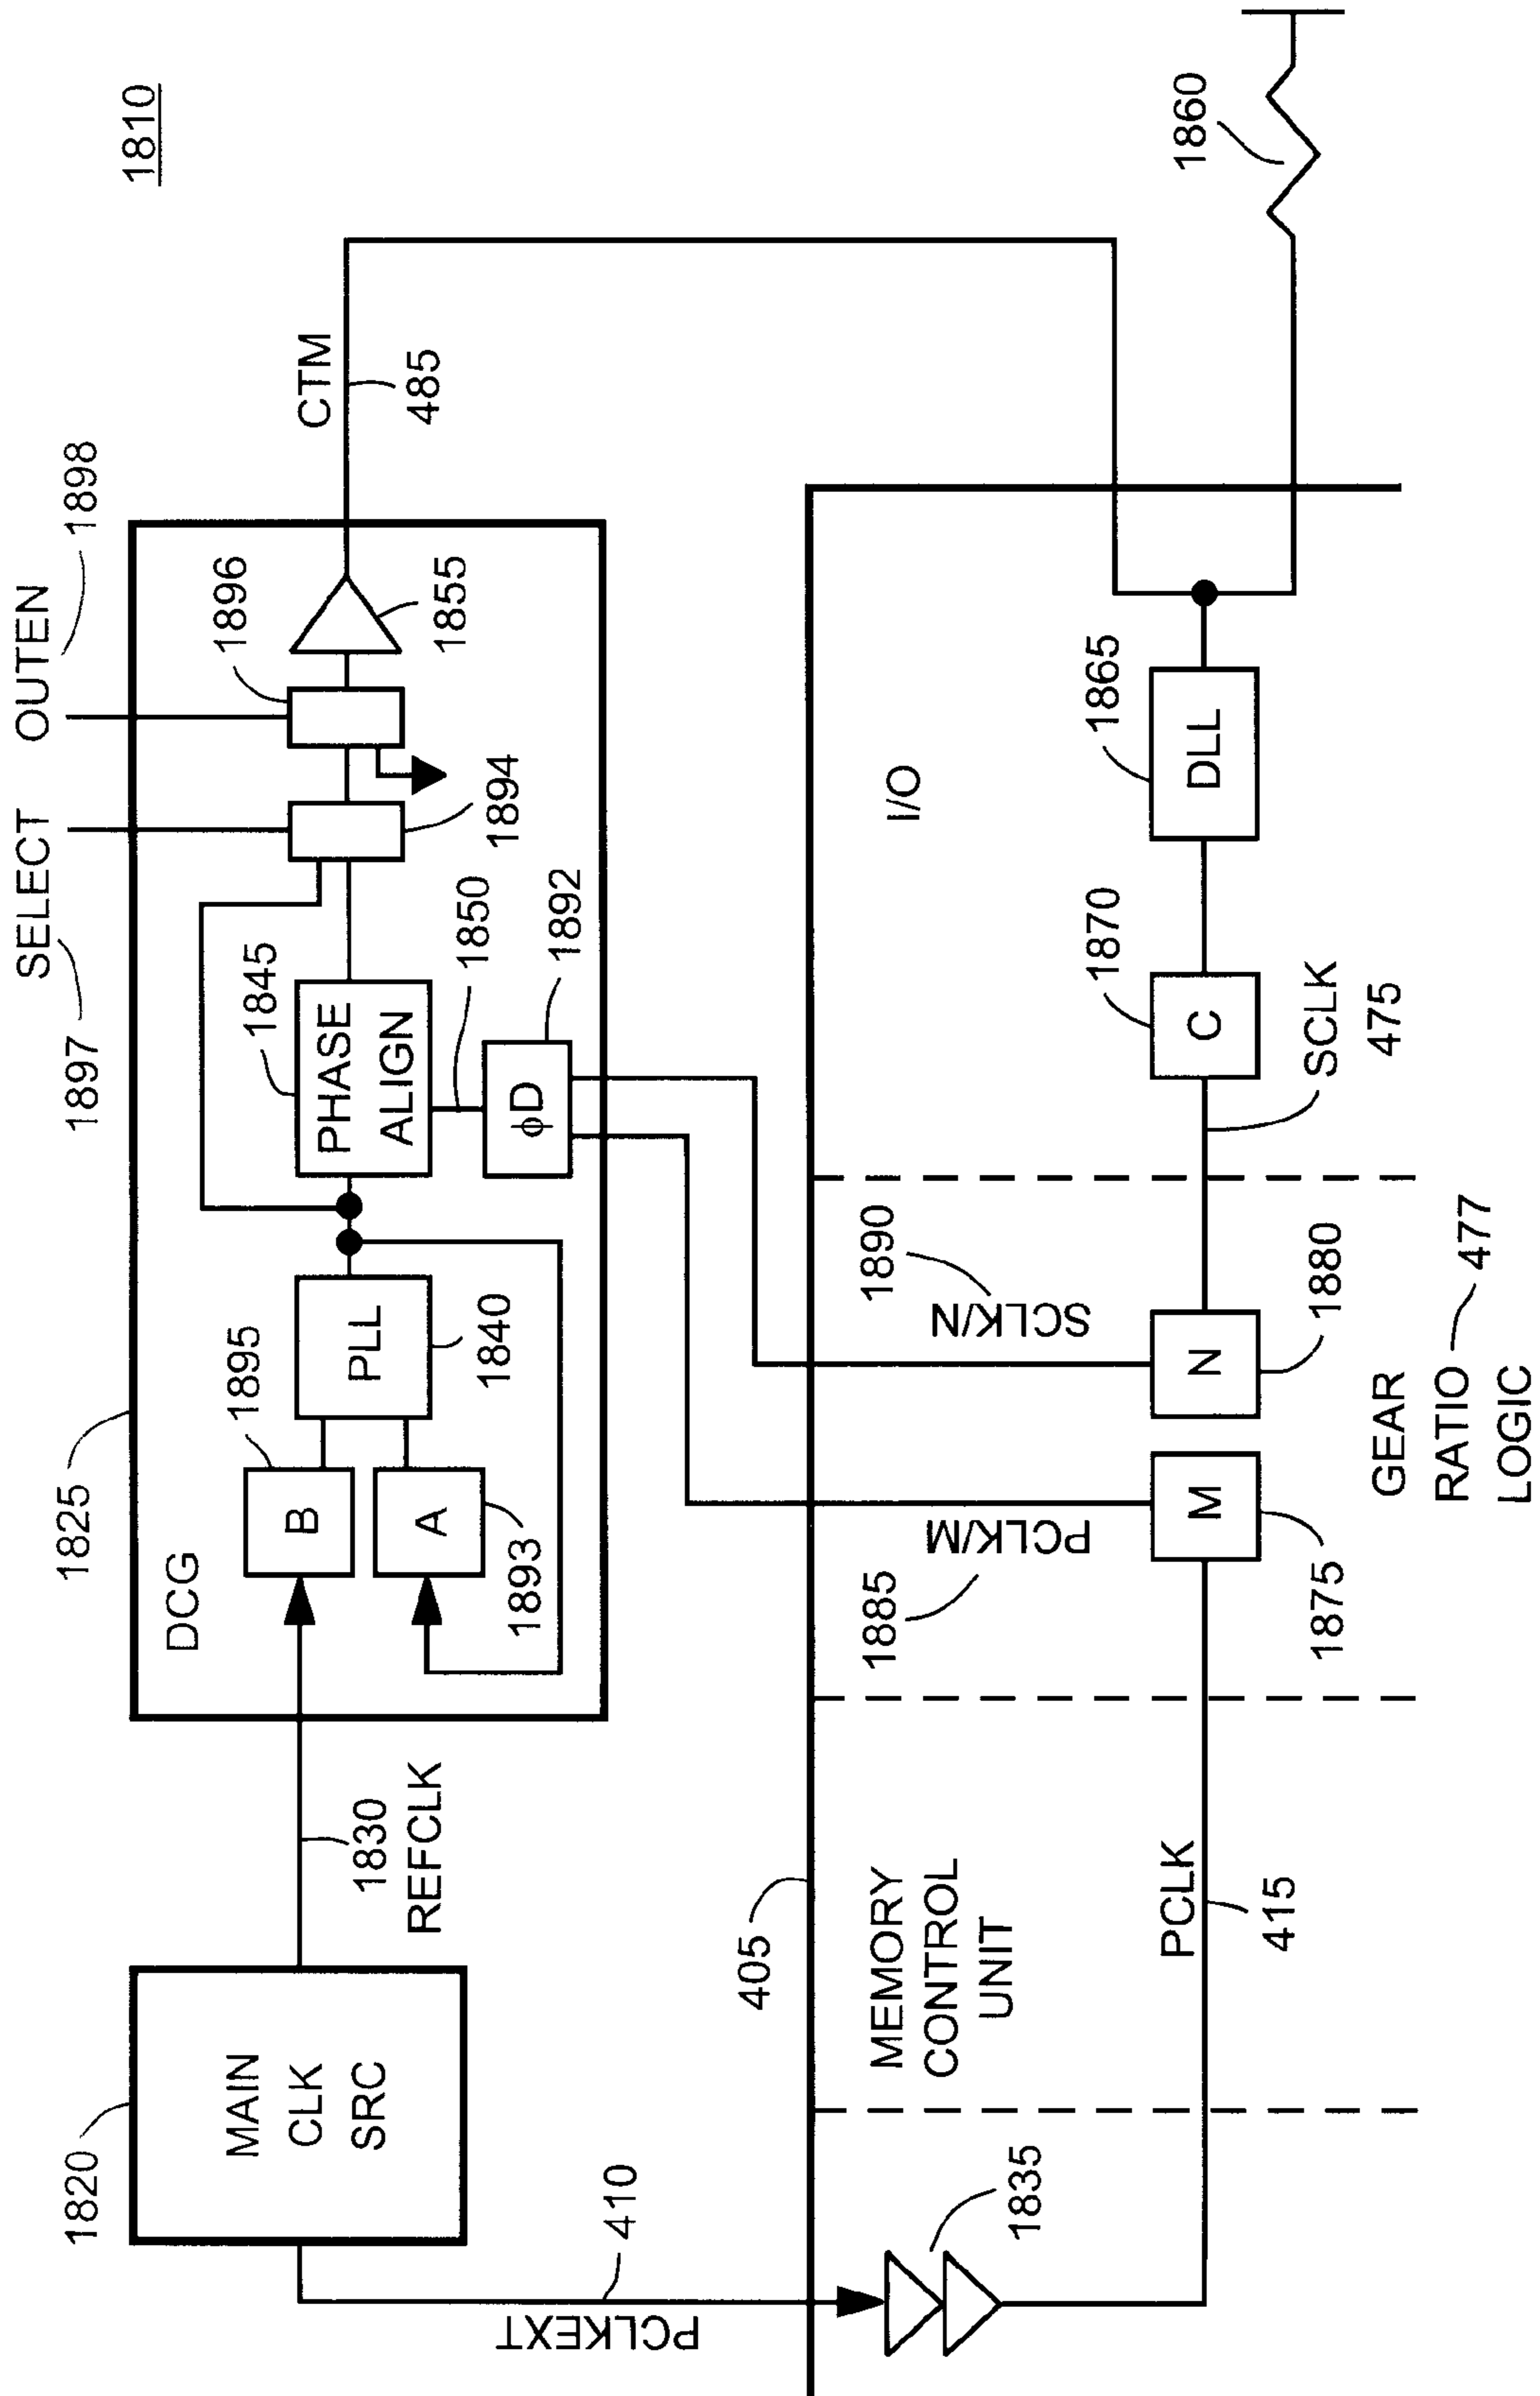 1810
SELECT
1897
OUTEN
1898
1825
DCG
B
1895
A
1893
PLL
1840
PHASE
ALIGN
1845
1850
ϕD
1892
1894
1896
1855
CTM
485
1820
MAIN
CLK
SRC
1830
REFCLK
410
PCLKEXT
405
MEMORY
CONTROL
UNIT
1835
PCLK
415
1885
PCLK/M
1890
SCLK/N
M
1875
N
1880
GEAR
RATIO 477
LOGIC
I/O
SCLK
475
C
1870
DLL
1865
1860